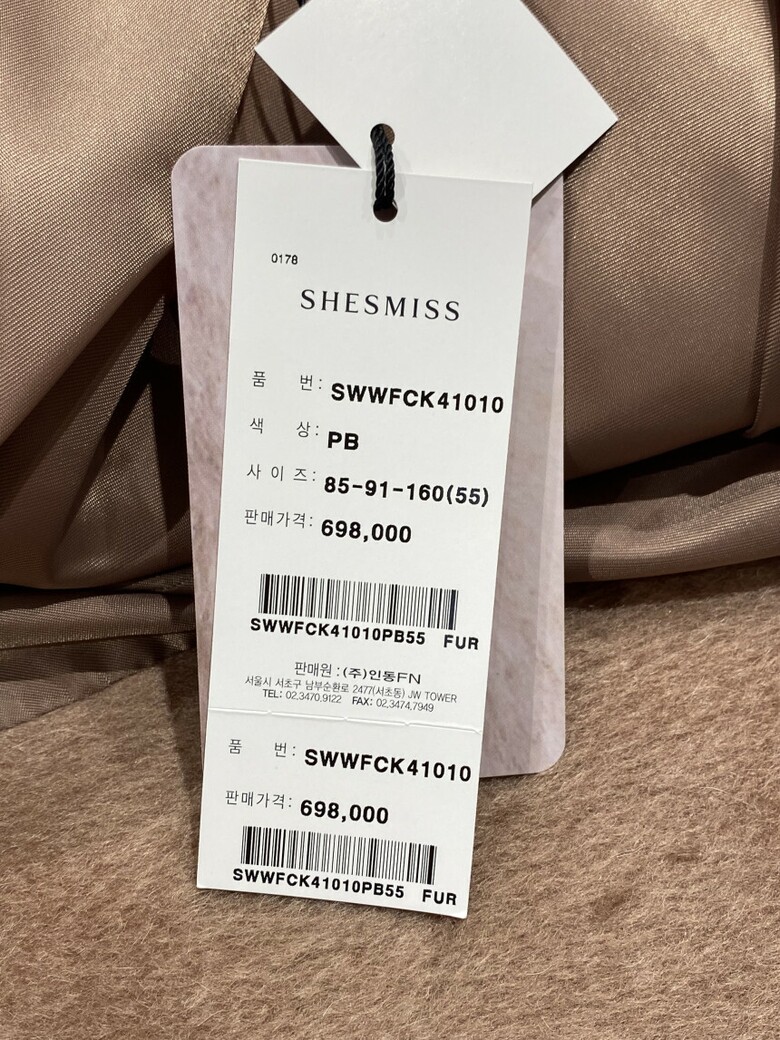 0178
SHESMISS
품 번: SWWFCK41010
색 상: PB
사 이 즈: 85-91-160(55)
판매가격: 698,000
SWWFCK41010PB55 FUR
판매원 : (주)인동FN
서울시 서초구 남부순환로 2477(서초동) JW TOWER
TEL: 02.3470.9122 FAX: 02.3474.7949
품 번: SWWFCK41010
판매가격: 698,000
SWWFCK41010PB55 FUR